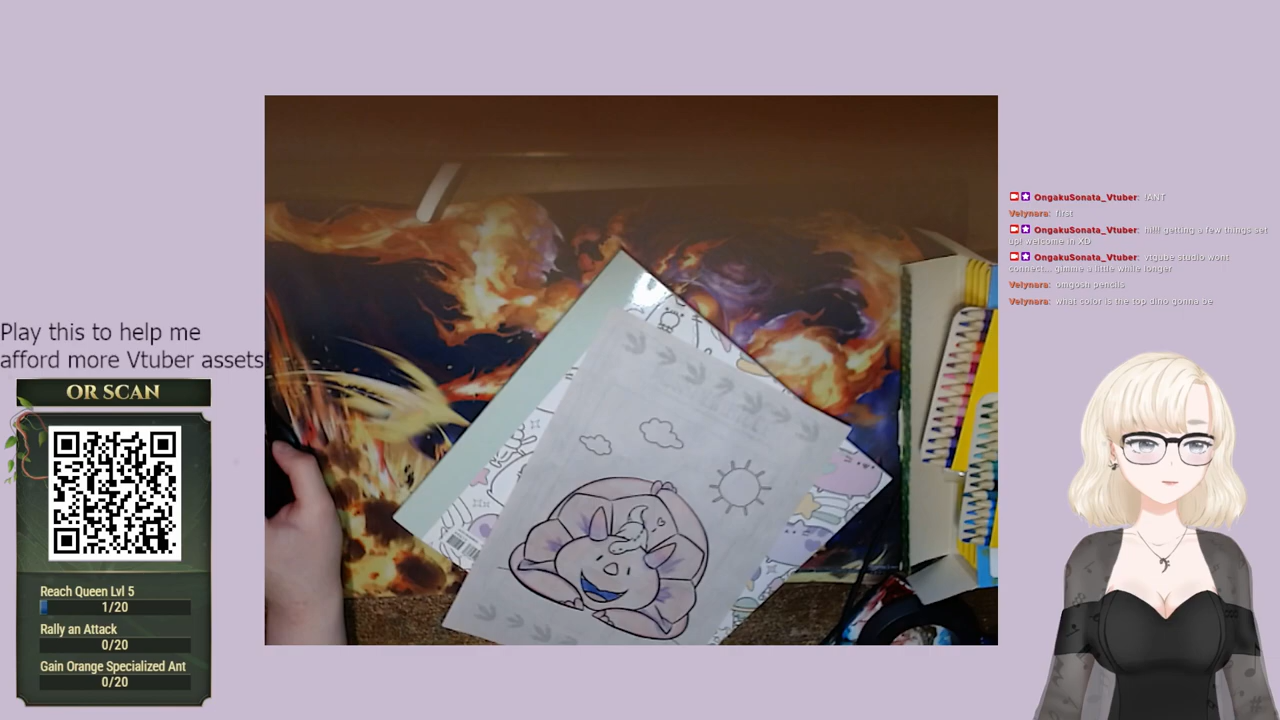 Play this to help me
afford more Vtuber assets
OR SCAN
Reach Queen Lvl 5
1/20
Rally an Attack
0/20
Gain Orange Specialized Ant
0/20
OngakuSonata_Vtuber: !ANT
Velynara: first
OngakuSonata_Vtuber: hi!!! getting a few things set
up! welcome in XD
OngakuSonata_Vtuber: vtgube studio wont
connect... gimme a little while longer
Velynara: omgosh pencils
Velynara: what color is the top dino gonna be